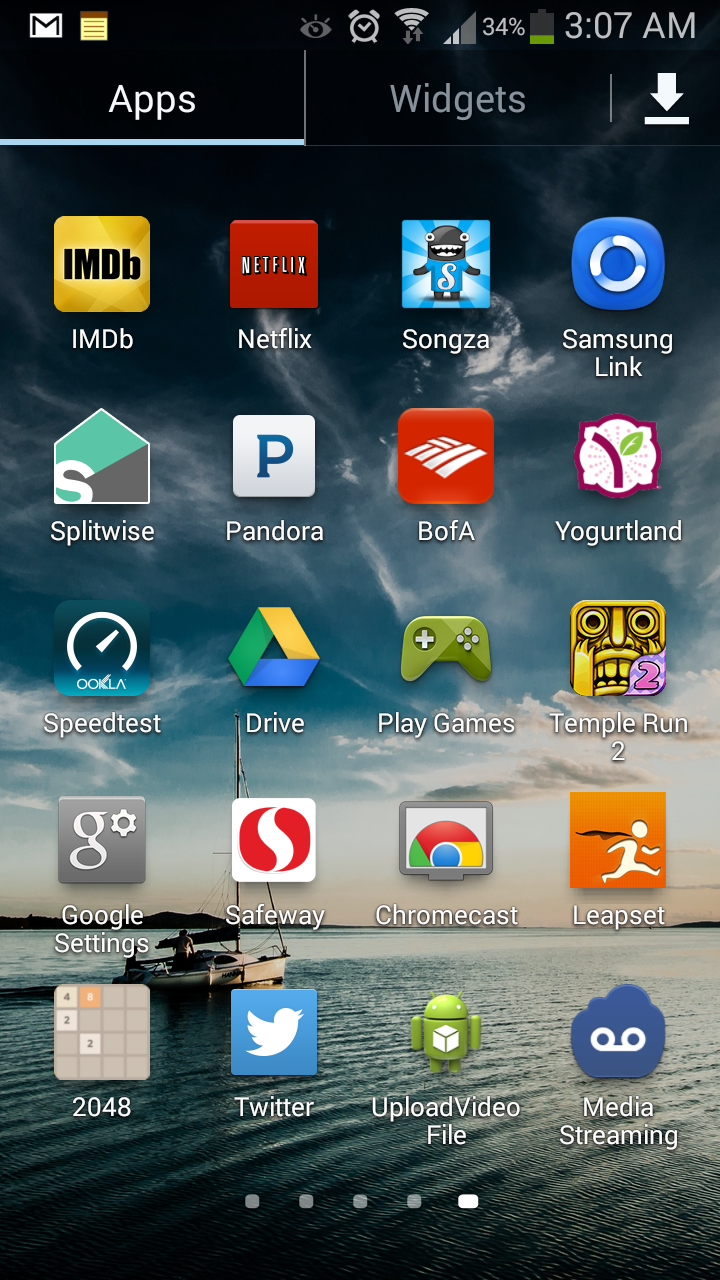 34% 3:07 AM
Apps Widgets
IMDb NETFLIX S
IMDb Netflix Songza Samsung
Link
S P
Splitwise Pandora BofA Yogurtland
OOKLA 2
Speedtest Drive Play Games Temple Run
2
g S
Google Safeway Chromecast Leapset
Settings
4 8
2
2
2048 Twitter UploadVideo Media
File Streaming